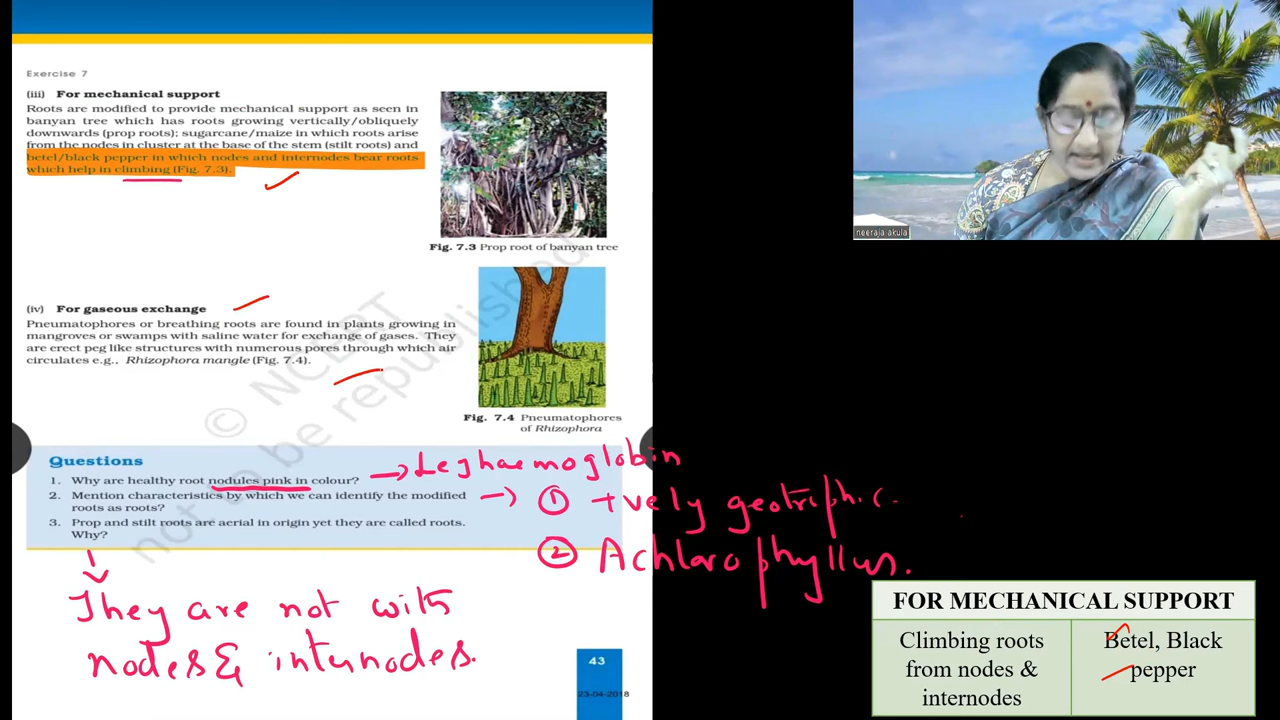 Exercise 7
(iii) For mechanical support
Roots are modified to provide mechanical support as seen in
banyan tree which has roots growing vertically/obliquely
downwards (prop roots); sugarcane/maize in which roots arise
from the nodes in cluster at the base of the stem (stilt roots) and
betel/black pepper in which nodes and internodes bear roots
which help in climbing (Fig. 7.3).
Fig. 7.3 Prop root of banyan tree
(iv) For gaseous exchange
Pneumatophores or breathing roots are found in plants growing in
mangroves or swamps with saline water for exchange of gases. They
are erect peg like structures with numerous pores through which air
circulates e.g., Rhizophora mangle (Fig. 7.4).
Fig. 7.4 Pneumatophores
of Rhizophora
© NCERT
not to be republished
Questions
1. Why are healthy root nodules pink in colour?
→ Leghaemoglobin
2. Mention characteristics by which we can identify the modified
roots as roots?
→ ① +vely geotriphic
② Achlorophyllus.
3. Prop and stilt roots are aerial in origin yet they are called roots.
Why?
They are not with
nodes & internodes.
43
23-04-2018
neeraja akula
FOR MECHANICAL SUPPORT
Climbing roots
from nodes &
internodes
Betel, Black
pepper